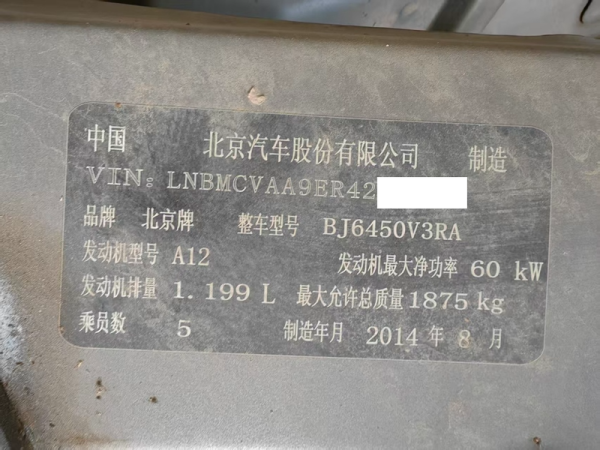 中国 北京汽车股份有限公司 制造
VIN: LNBMCVAA9ER42
品牌 北京牌 整车型号 BJ6450V3RA
发动机型号 A12 发动机最大净功率 60 kW
发动机排量 1.199 L 最大允许总质量 1875 kg
乘员数 5 制造年月 2014 年 8 月